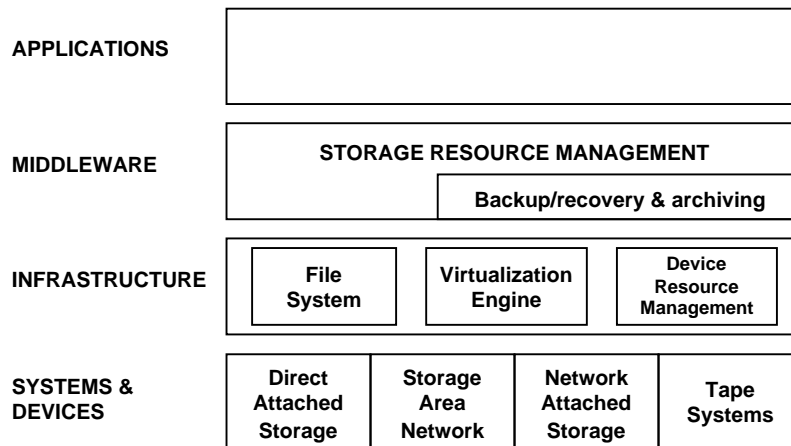 APPLICATIONS
MIDDLEWARE
STORAGE RESOURCE MANAGEMENT
Backup/recovery & archiving
INFRASTRUCTURE
File
System
Virtualization
Engine
Device
Resource
Management
SYSTEMS &
DEVICES
Direct
Attached
Storage
Storage
Area
Network
Network
Attached
Storage
Tape
Systems